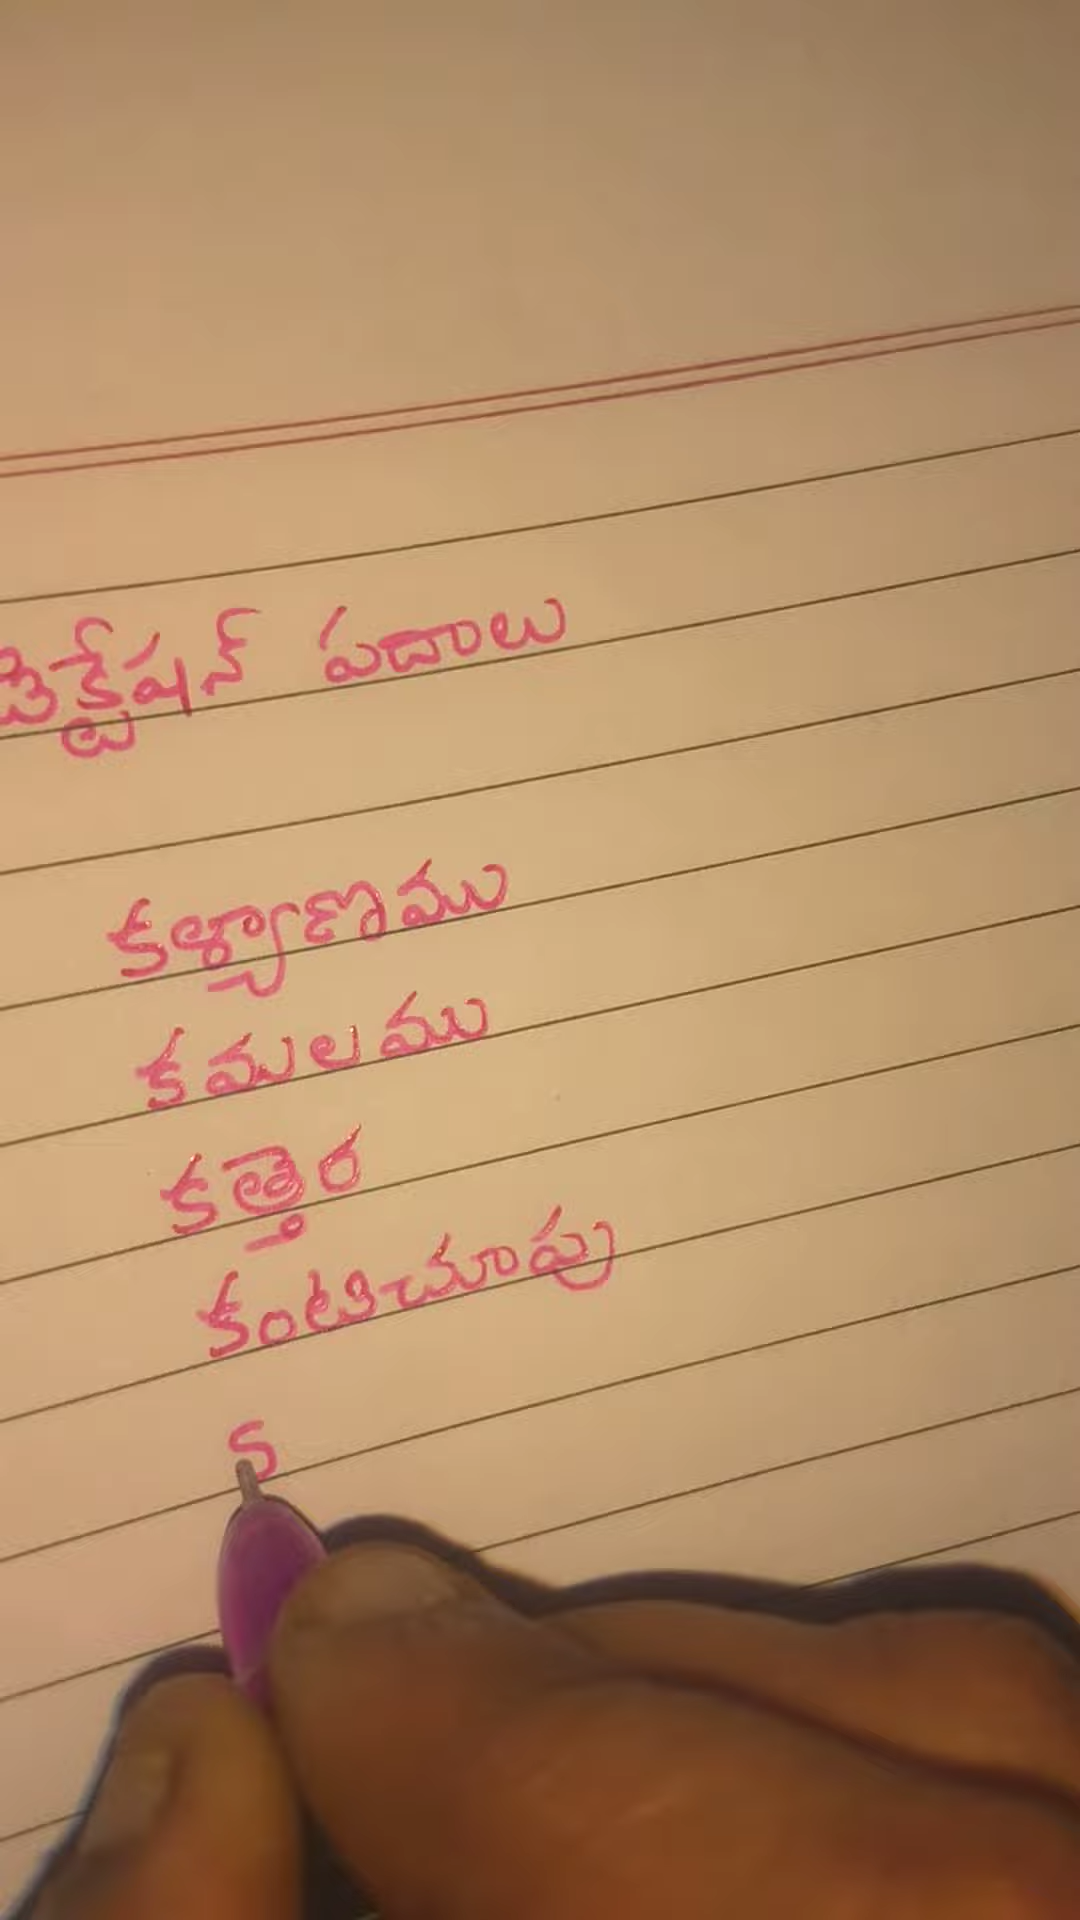 డిక్టేషన్ పదాలు
కళ్యాణము
కమలము
కత్తెర
కంటిచూపు